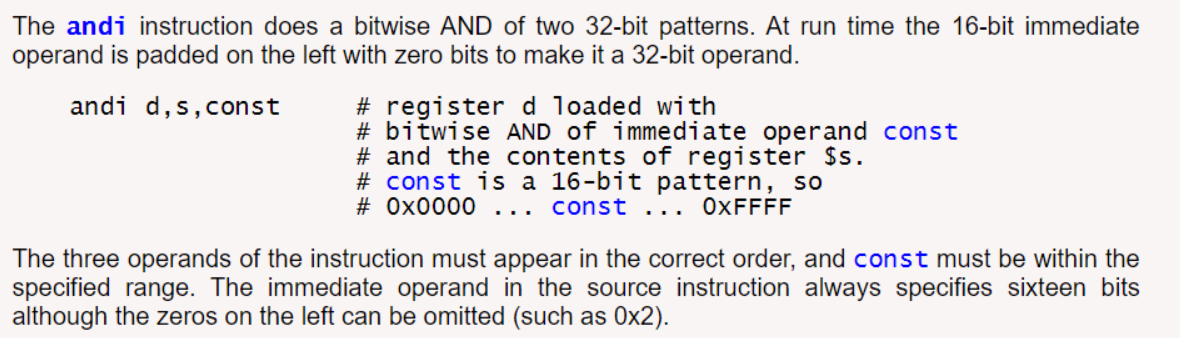 The andi instruction does a bitwise AND of two 32-bit patterns. At run time the 16-bit immediate
operand is padded on the left with zero bits to make it a 32-bit operand.
andi d,s,const # register d loaded with
# bitwise AND of immediate operand const
# and the contents of register $s.
# const is a 16-bit pattern, so
# 0x0000 ... const ... 0xFFFF
The three operands of the instruction must appear in the correct order, and const must be within the
specified range. The immediate operand in the source instruction always specifies sixteen bits
although the zeros on the left can be omitted (such as 0x2).